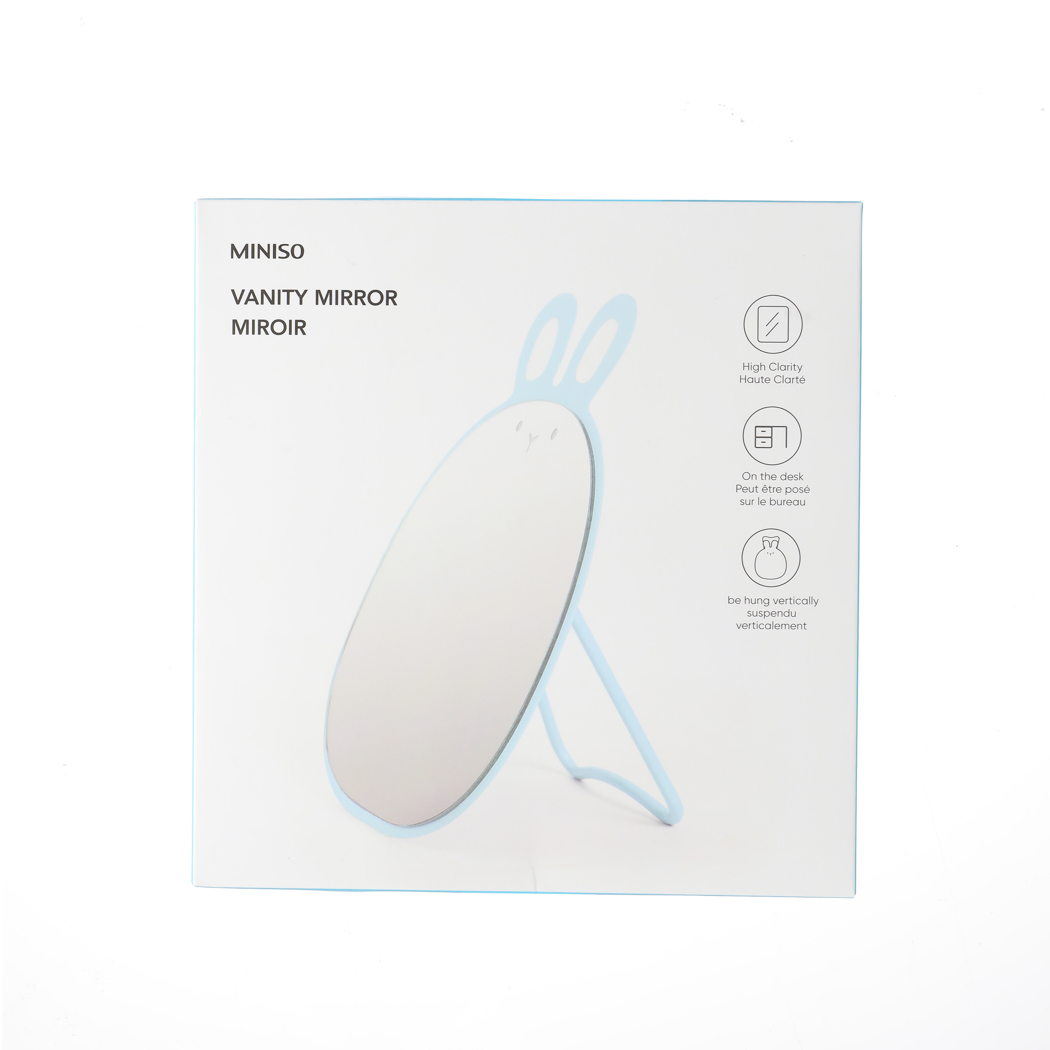 MINISO
VANITY MIRROR
MIROIR
High Clarity
Haute Clarté
On the desk
Peut être posé
sur le bureau
be hung vertically
suspendu
verticalement